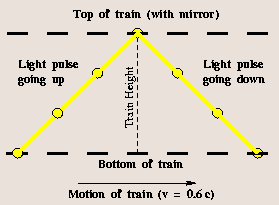 Top of train (with mirror)
Light pulse
going up
Light pulse
going down
Train Height
Bottom of train
Motion of train (v = 0.6 c)